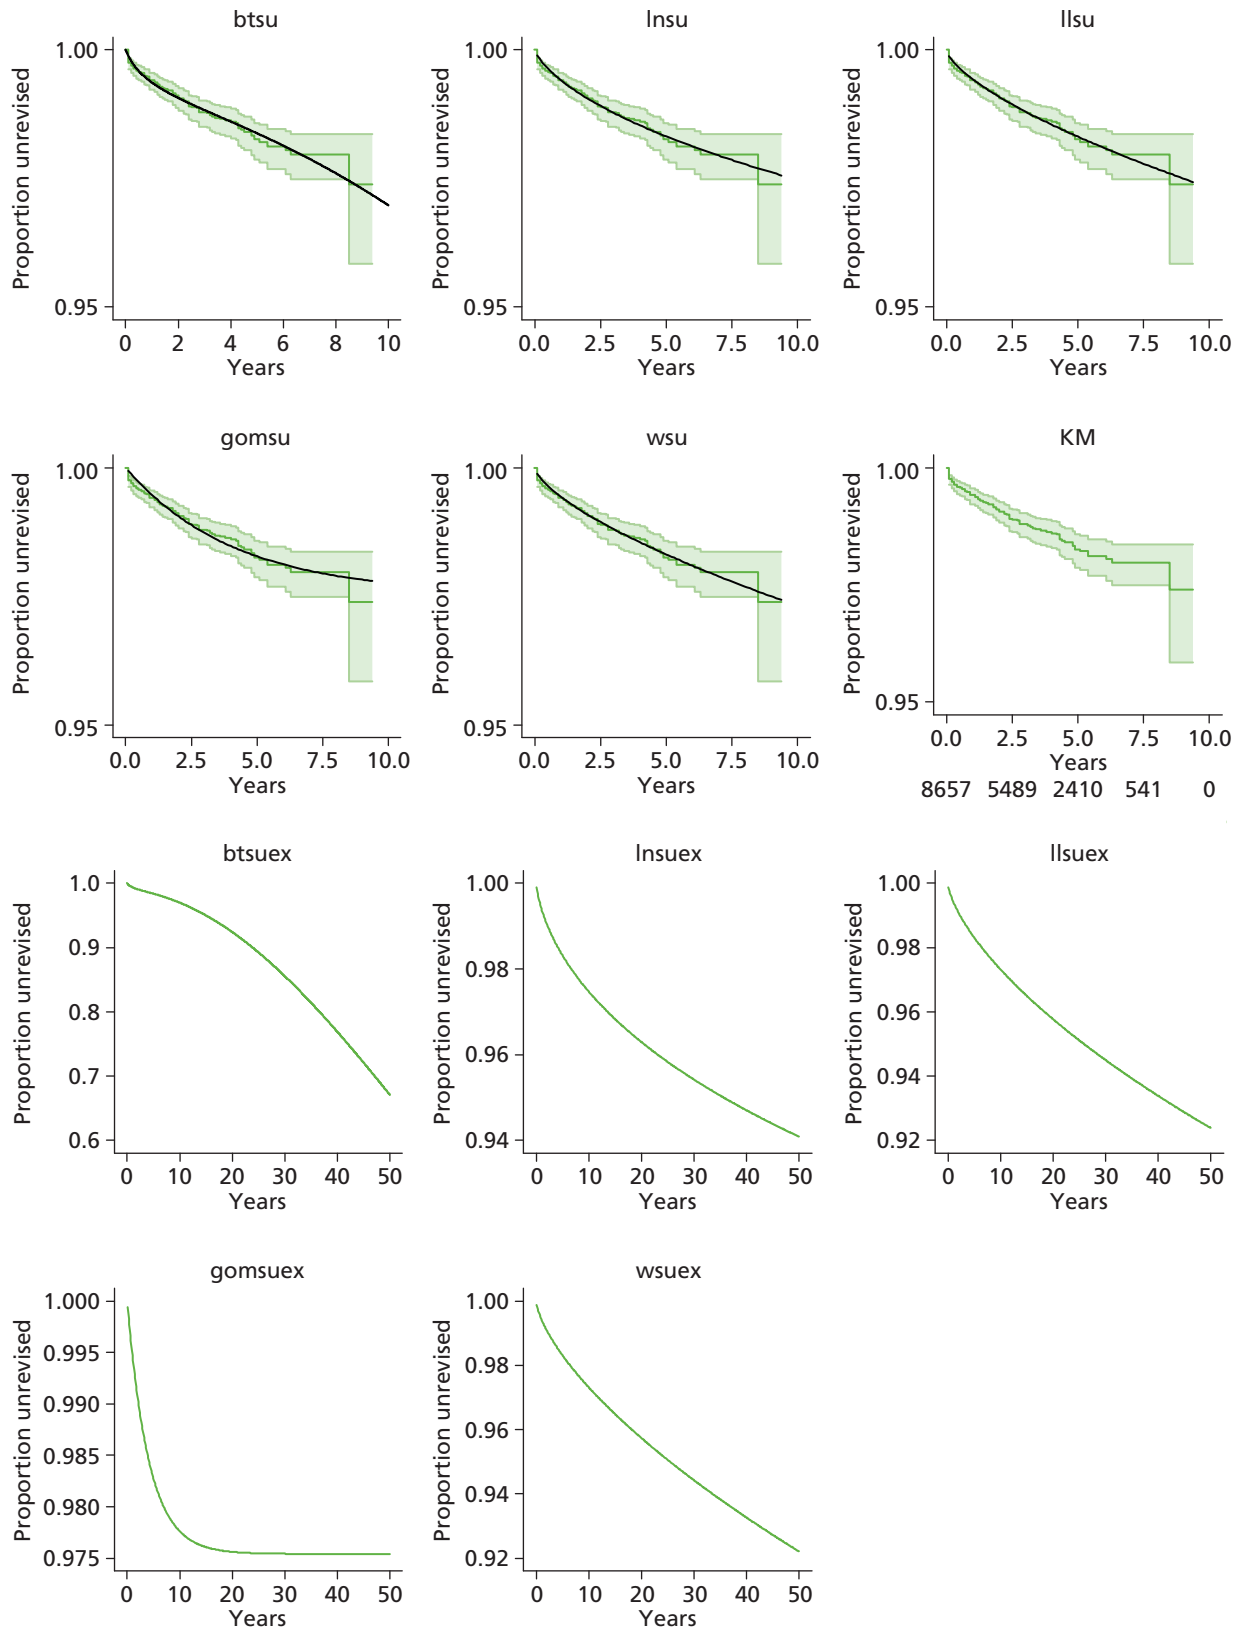 btsu
Proportion unrevised
1.00
0.95
0 2 4 6 8 10
Years
lnsu
Proportion unrevised
1.00
0.95
0.0 2.5 5.0 7.5 10.0
Years
llsu
Proportion unrevised
1.00
0.95
0.0 2.5 5.0 7.5 10.0
Years
gomsu
Proportion unrevised
1.00
0.95
0.0 2.5 5.0 7.5 10.0
Years
wsu
Proportion unrevised
1.00
0.95
0.0 2.5 5.0 7.5 10.0
Years
KM
Proportion unrevised
1.00
0.95
0.0 2.5 5.0 7.5 10.0
Years
8657 5489 2410 541 0
btsuex
Proportion unrevised
1.0
0.9
0.8
0.7
0.6
0 10 20 30 40 50
Years
lnsuex
Proportion unrevised
1.00
0.98
0.96
0.94
0 10 20 30 40 50
Years
llsuex
Proportion unrevised
1.00
0.98
0.96
0.94
0.92
0 10 20 30 40 50
Years
gomsuex
Proportion unrevised
1.000
0.995
0.990
0.985
0.980
0.975
0 10 20 30 40 50
Years
wsuex
Proportion unrevised
1.00
0.98
0.96
0.94
0.92
0 10 20 30 40 50
Years